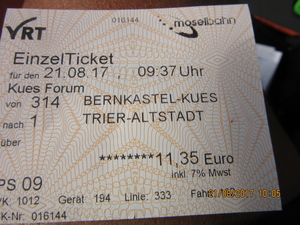 VRT
016144
moselbahn
EinzelTicket
für den 21.08.17 , 09:37 Uhr
Kues Forum
von 314 BERNKASTEL-KUES
nach 1 TRIER-ALTSTADT
über
********11,35 Euro
inkl. 7% Mwst
PS 09
VK. 1012 Gerät 194 Linie: 333 Fahrt
K-Nr: 016144